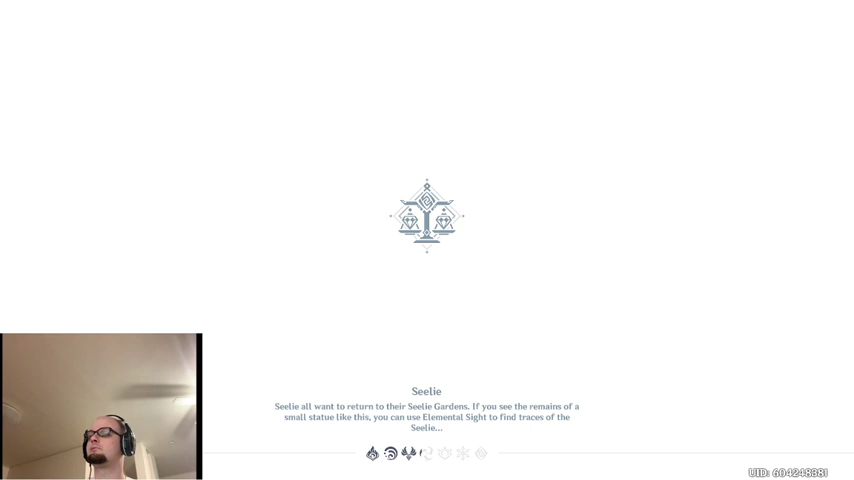 Seelie
Seelie all want to return to their Seelie Gardens. If you see the remains of a
small statue like this, you can use Elemental Sight to find traces of the
Seelie...
UID: 604248381